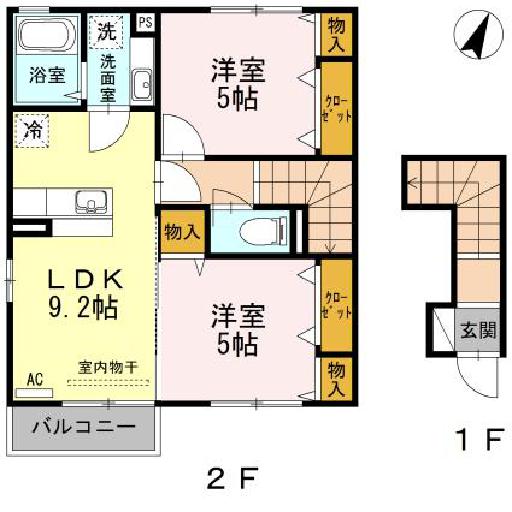 洗
PS
物入
浴室
洗面室
洋室
5帖
クローゼット
冷
物入
LDK
9.2帖
洋室
5帖
クローゼット
玄関
室内物干
AC
物入
バルコニー
1F
2F